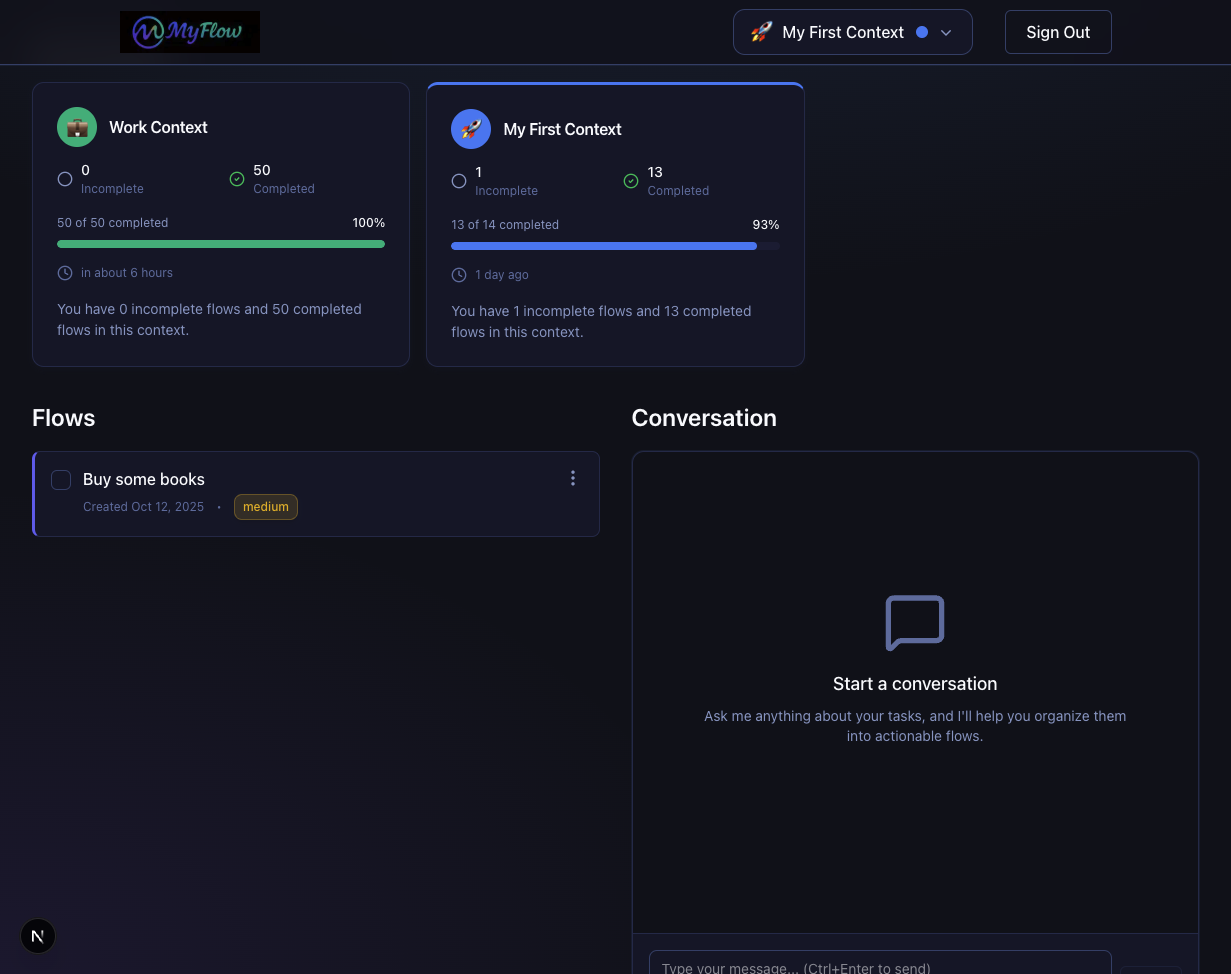 MyFlow
My First Context
Sign Out
Work Context
0
Incomplete
50
Completed
50 of 50 completed
100%
in about 6 hours
You have 0 incomplete flows and 50 completed
flows in this context.
My First Context
1
Incomplete
13
Completed
13 of 14 completed
93%
1 day ago
You have 1 incomplete flows and 13 completed
flows in this context.
Flows
Buy some books
Created Oct 12, 2025 • medium
Conversation
Start a conversation
Ask me anything about your tasks, and I'll help you organize them
into actionable flows.
Type your message... (Ctrl+Enter to send)
N